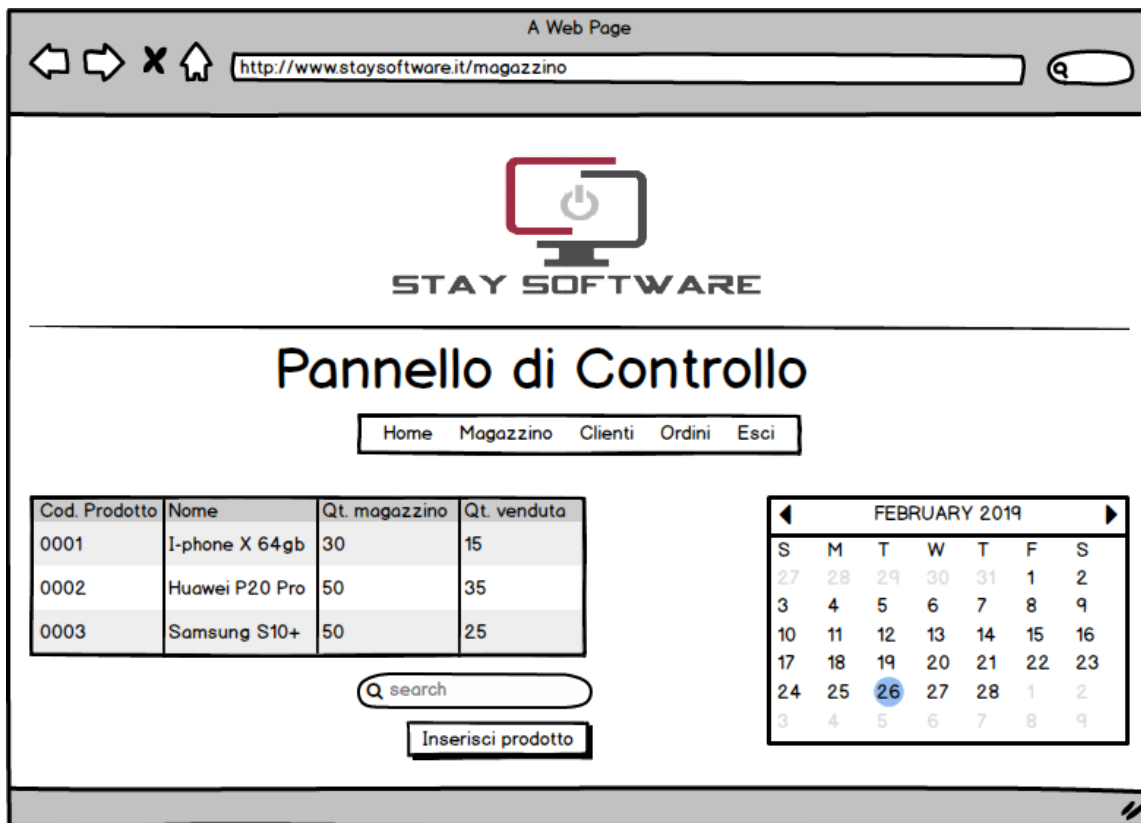 A Web Page
http://www.staysoftware.it/magazzino
STAY SOFTWARE
Pannello di Controllo
Home Magazzino Clienti Ordini Esci
Cod. Prodotto Nome Qt. magazzino Qt. venduta
0001 I-phone X 64gb 30 15
0002 Huawei P20 Pro 50 35
0003 Samsung S10+ 50 25
search
Inserisci prodotto
FEBRUARY 2019
S M T W T F S
27 28 29 30 31 1 2
3 4 5 6 7 8 9
10 11 12 13 14 15 16
17 18 19 20 21 22 23
24 25 26 27 28 1 2
3 4 5 6 7 8 9